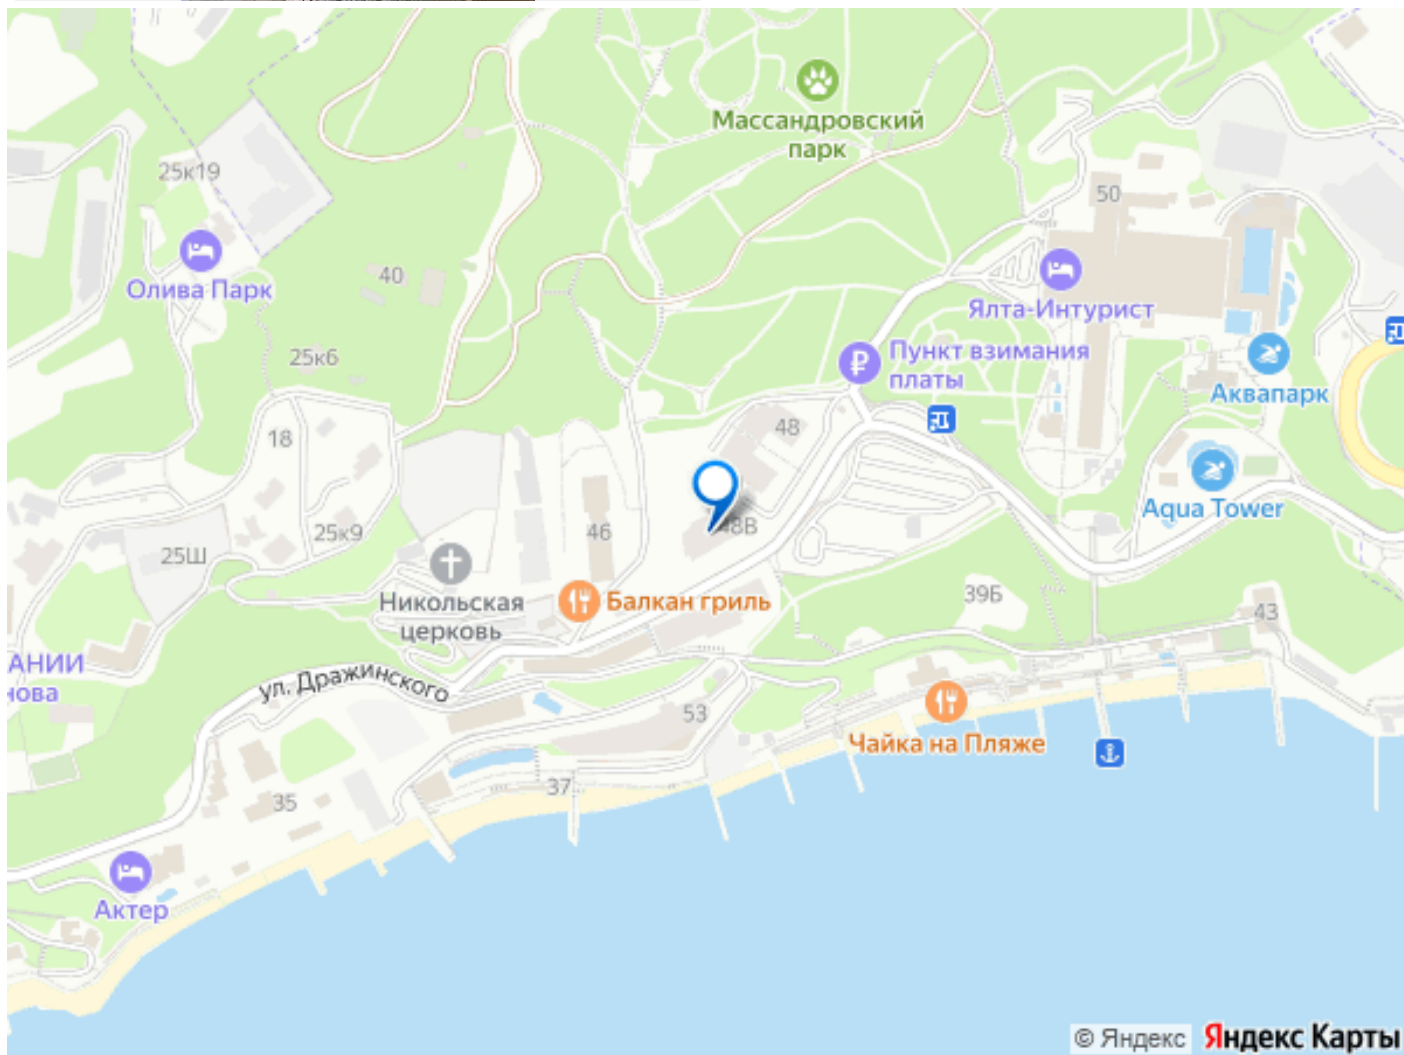 Массандровский
парк
25к19
50
Олива Парк
40
Ялта-Интурист
25к6
Пункт взимания
платы
Аквапарк
18
48
Aqua Tower
25к9
46
48В
25Ш
Никольская
церковь
Балкан гриль
39Б
43
АНИИ
нова
ул. Дражинского
53
Чайка на Пляже
37
35
Актер
© Яндекс Яндекс Карты